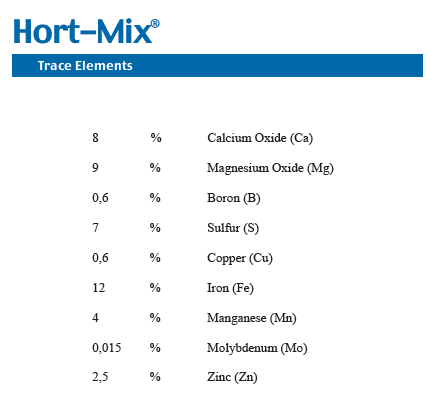 Hort-Mix®
Trace Elements
8 % Calcium Oxide (Ca)
9 % Magnesium Oxide (Mg)
0,6 % Boron (B)
7 % Sulfur (S)
0,6 % Copper (Cu)
12 % Iron (Fe)
4 % Manganese (Mn)
0,015 % Molybdenum (Mo)
2,5 % Zinc (Zn)